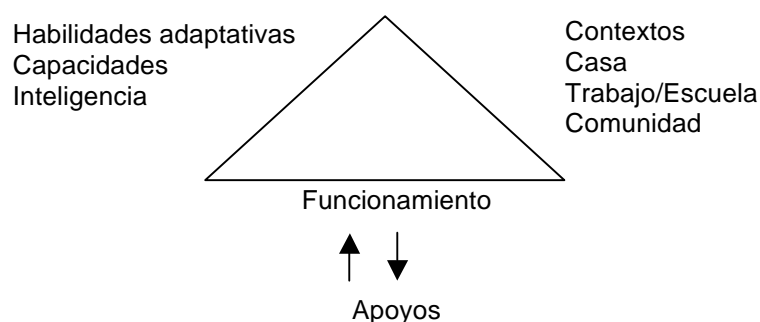 Habilidades adaptativas
Capacidades
Inteligencia
Contextos
Casa
Trabajo/Escuela
Comunidad
Funcionamiento
Apoyos